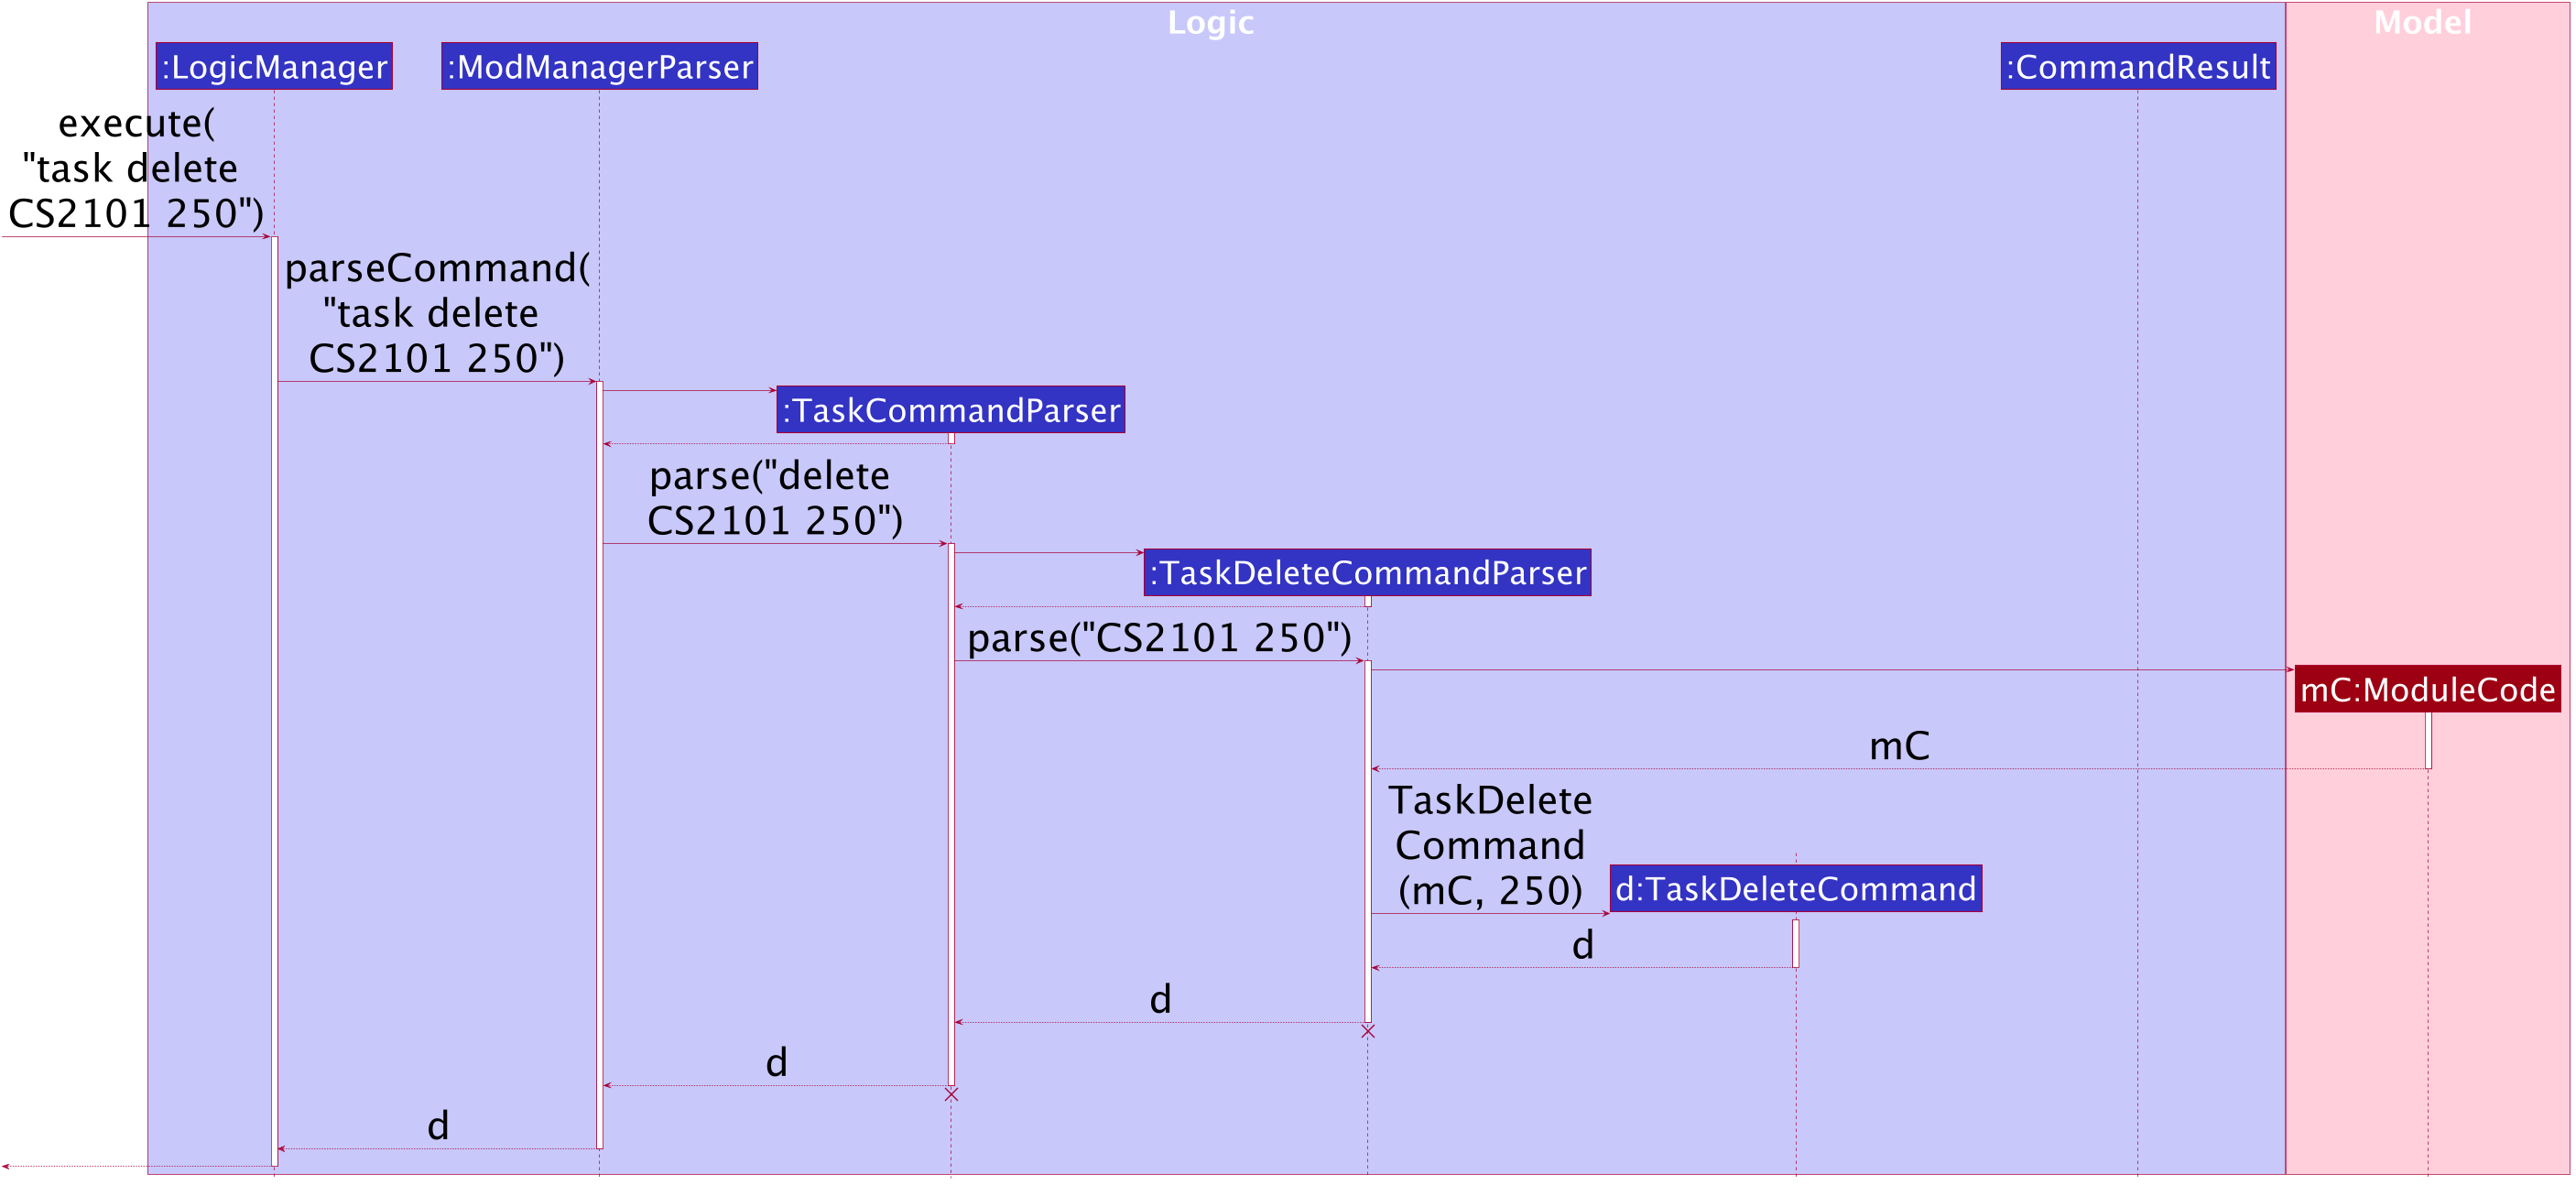 Logic
Model
:LogicManager
:ModManagerParser
:CommandResult
execute(
"task delete
CS2101 250")
parseCommand(
"task delete
CS2101 250")
:TaskCommandParser
parse("delete
CS2101 250")
:TaskDeleteCommandParser
parse("CS2101 250")
mC:ModuleCode
mC
TaskDelete
Command
(mC, 250)
d:TaskDeleteCommand
d
d
d
d